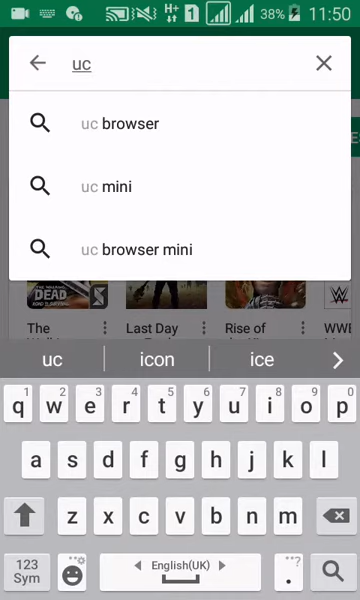 H+ 1 38% 11:50
uc
uc browser
uc mini
uc browser mini
DEAD
The
Last Day
Rise of
WWE
uc icon ice
1 2 3 4 5 6 7 8 9 0
q w e r t y u i o p
a s d f g h j k l
z x c v b n m
123
Sym
English(UK)
. ?